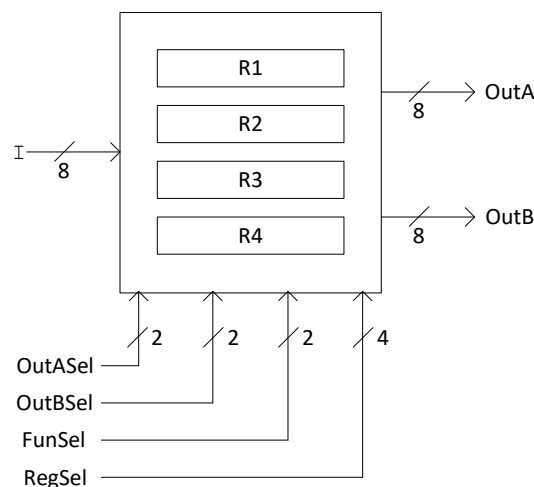 R1
R2
R3
R4
I
8
8
OutA
8
OutB
2
2
2
4
OutASel
OutBSel
FunSel
RegSel